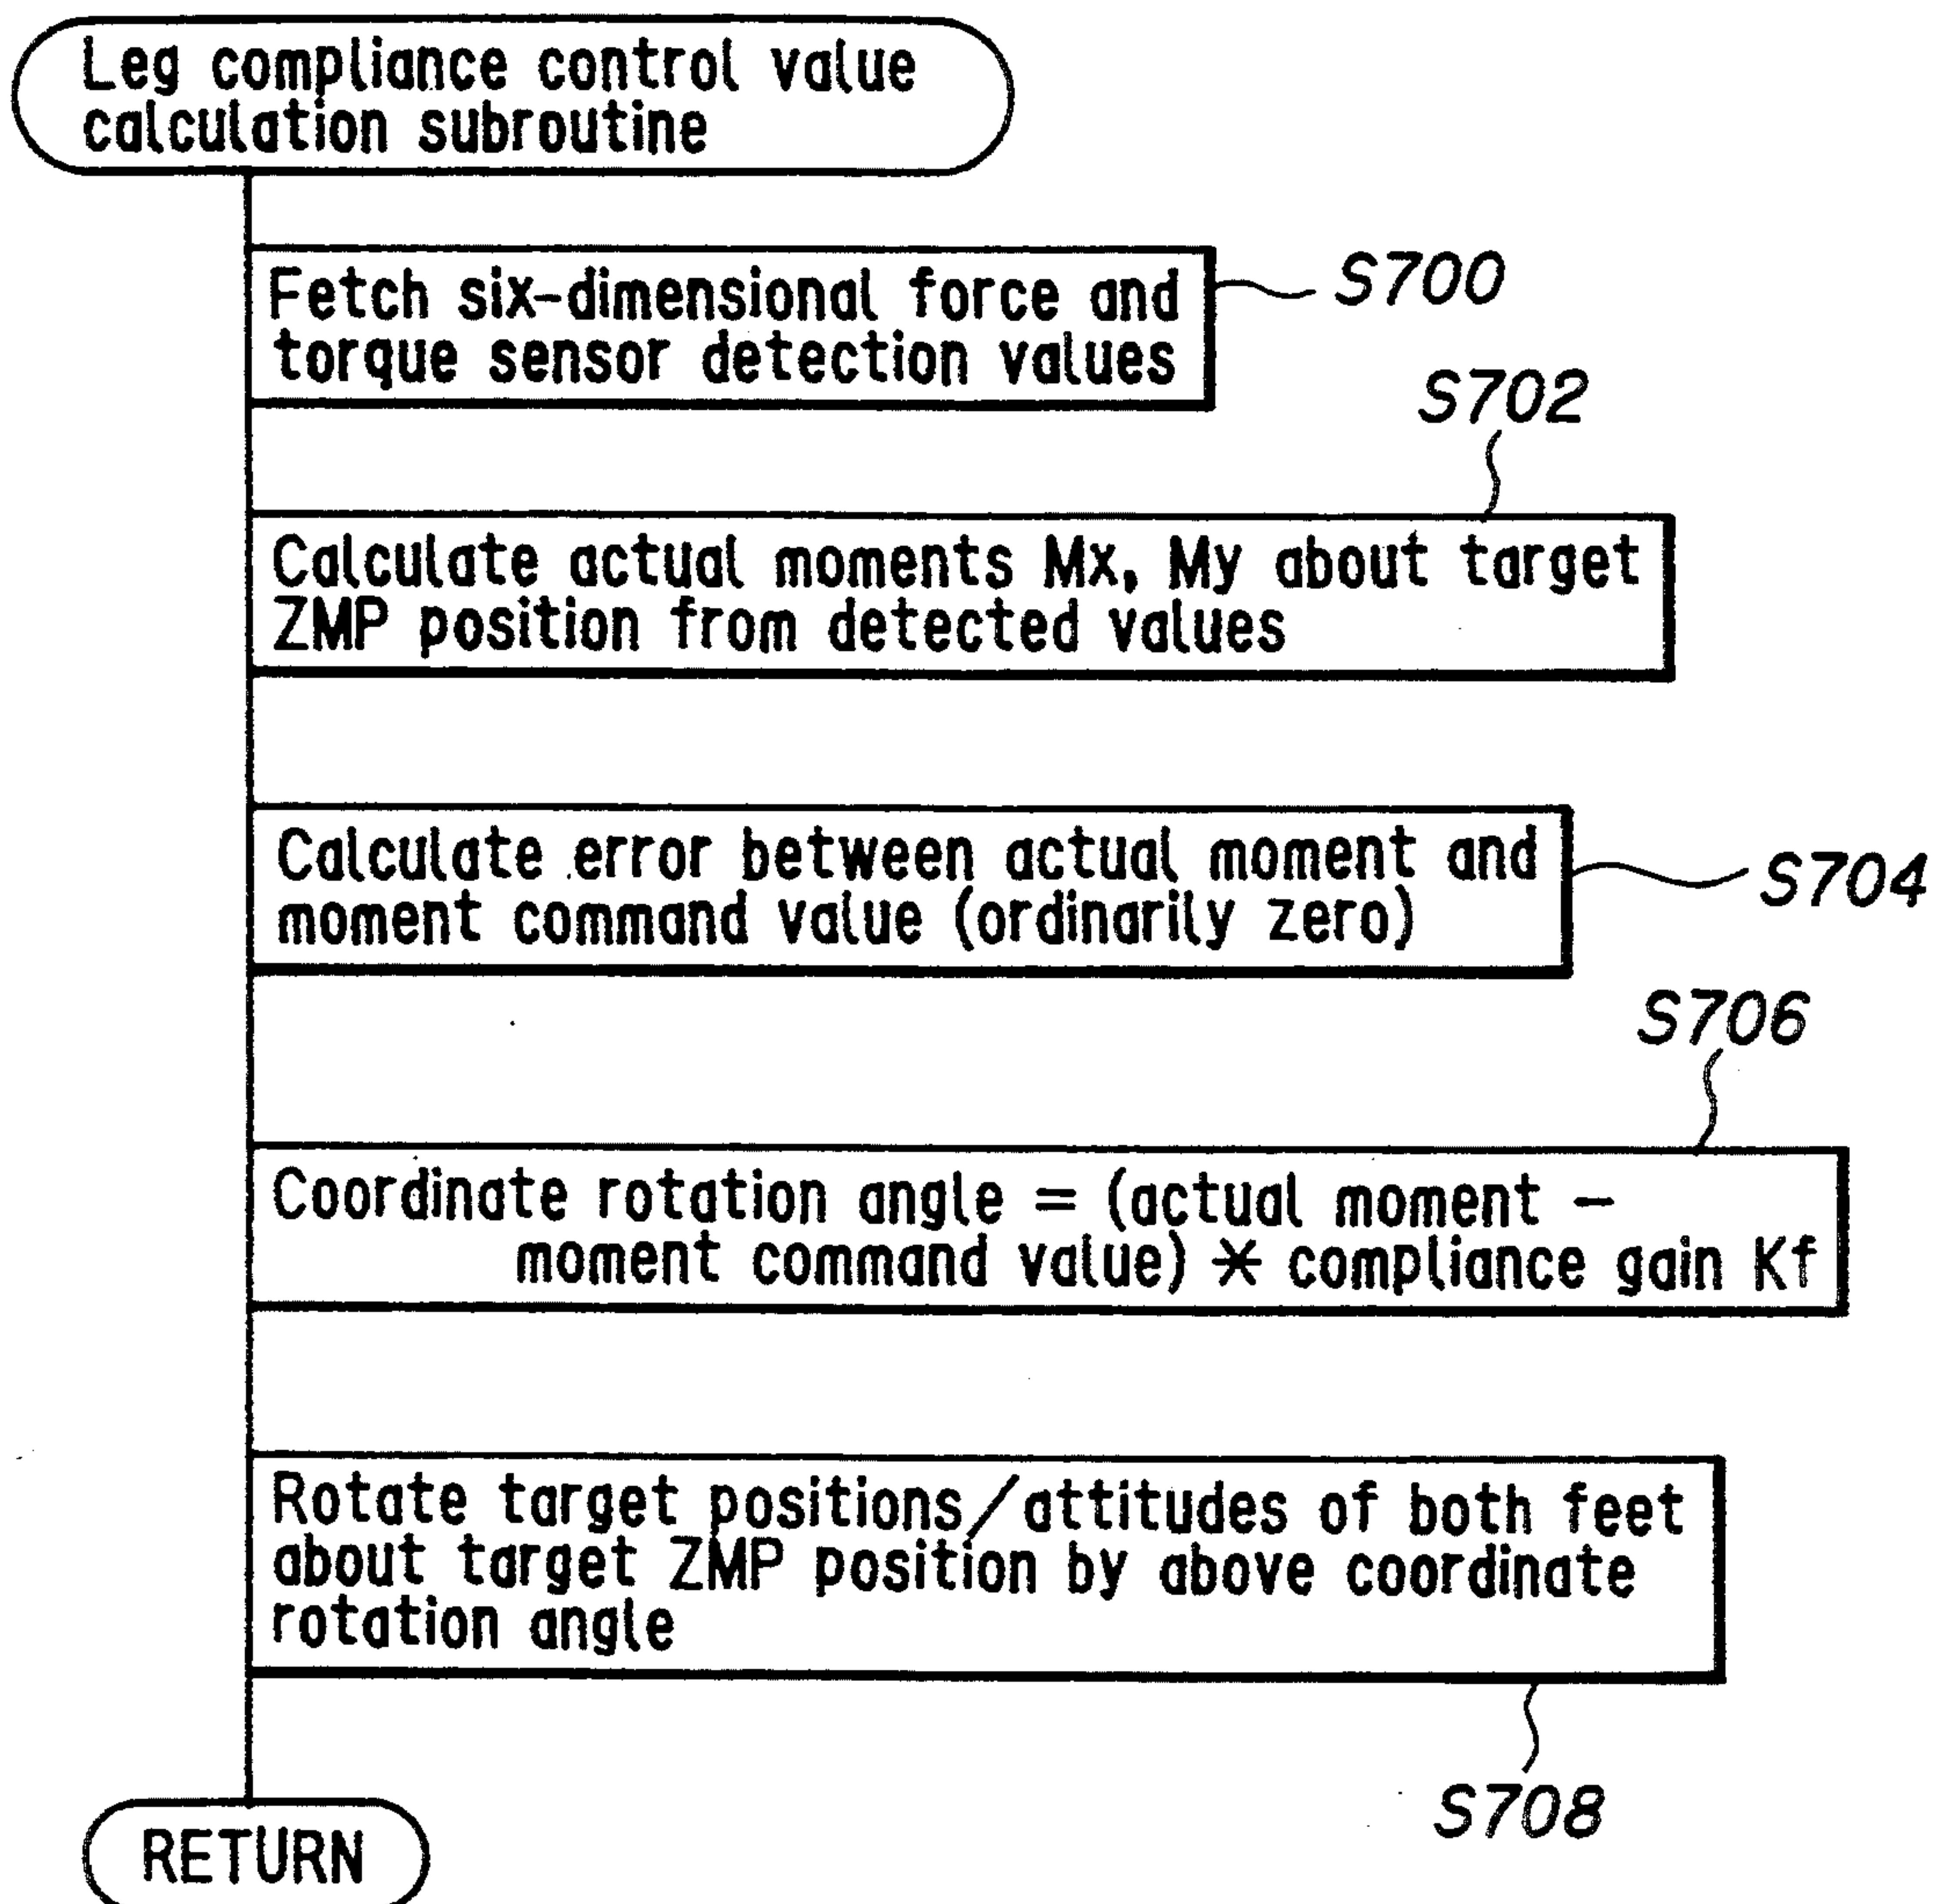 Leg compliance control value
calculation subroutine
Fetch six-dimensional force and
torque sensor detection values
S700
S702
Calculate actual moments Mx, My about target
ZMP position from detected values
Calculate error between actual moment and
moment command value (ordinarily zero)
S704
S706
Coordinate rotation angle = (actual moment -
moment command value) * compliance gain Kf
Rotate target positions/attitudes of both feet
about target ZMP position by above coordinate
rotation angle
S708
RETURN